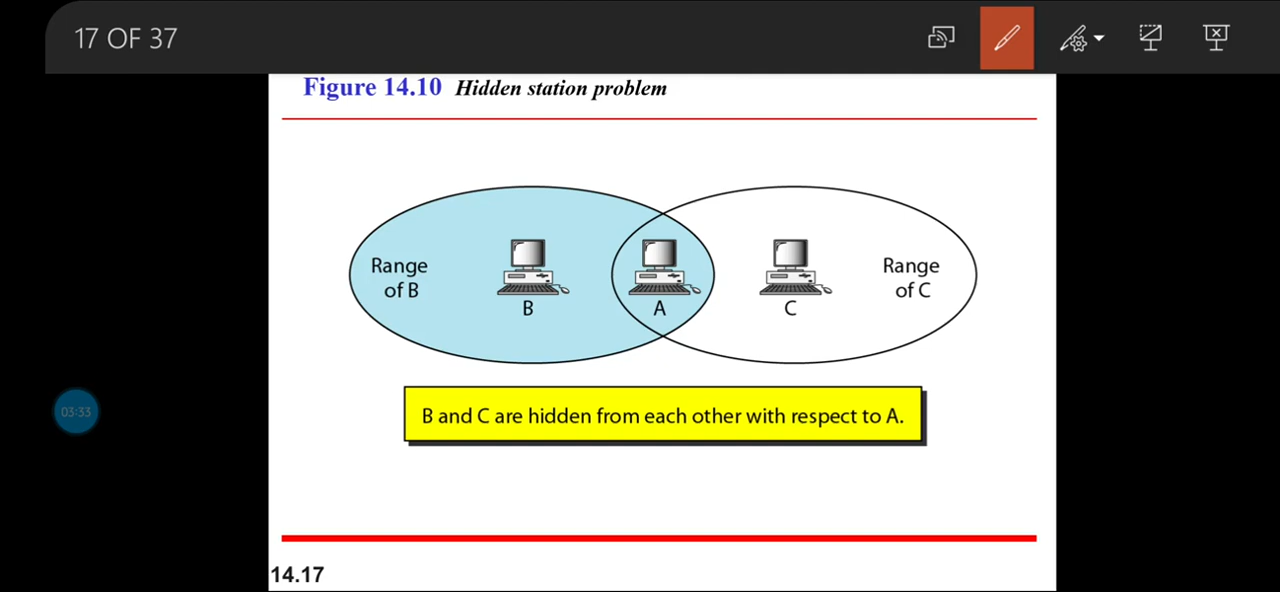 17 OF 37
Figure 14.10 Hidden station problem
Range
of B
B
A
C
Range
of C
B and C are hidden from each other with respect to A.
03:33
14.17